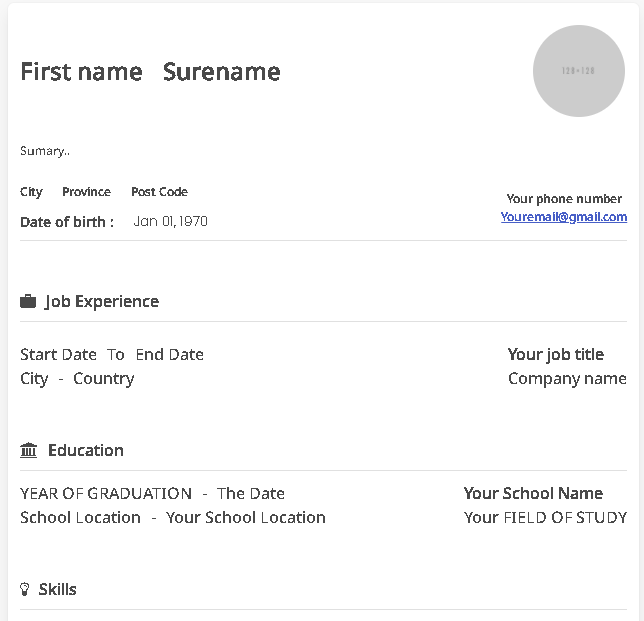 First name Surename
128×128
Sumary..
City Province Post Code
Your phone number
Date of birth : Jan 01, 1970
Youremail@gmail.com
Job Experience
Start Date To End Date
Your job title
City - Country
Company name
Education
YEAR OF GRADUATION - The Date
Your School Name
School Location - Your School Location
Your FIELD OF STUDY
Skills